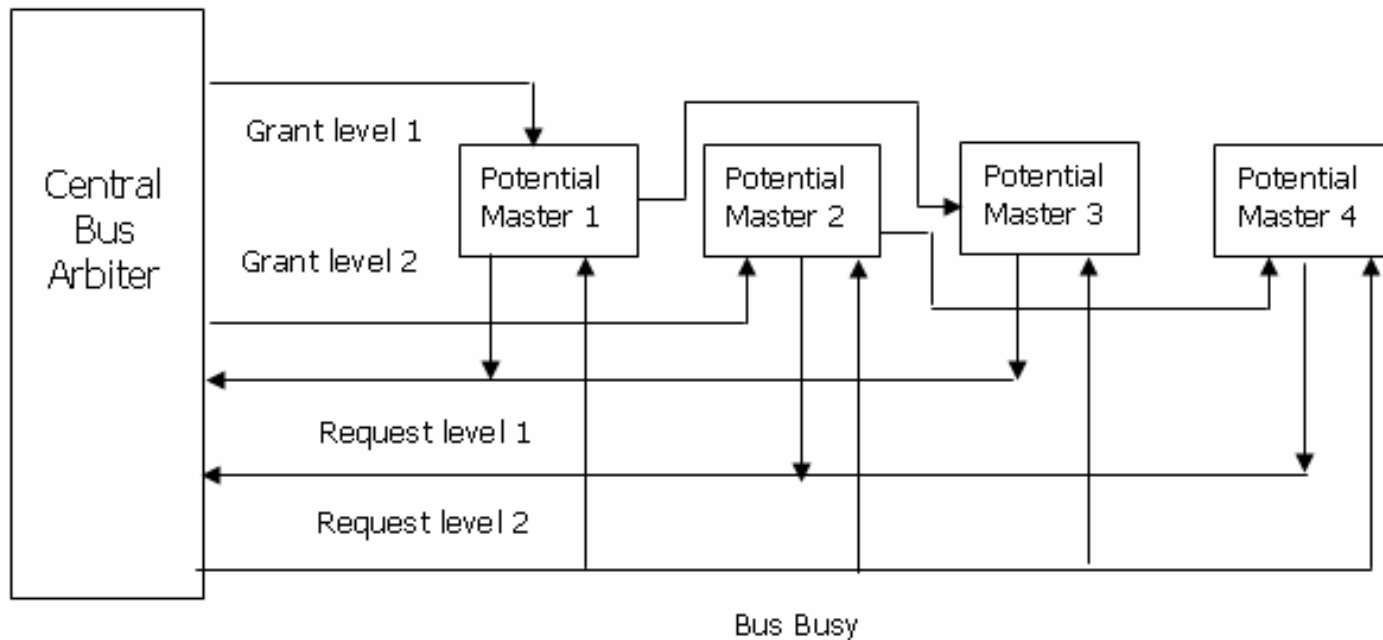 Central
Bus
Arbiter
Grant level 1
Potential
Master 1
Potential
Master 2
Potential
Master 3
Potential
Master 4
Grant level 2
Request level 1
Request level 2
Bus Busy